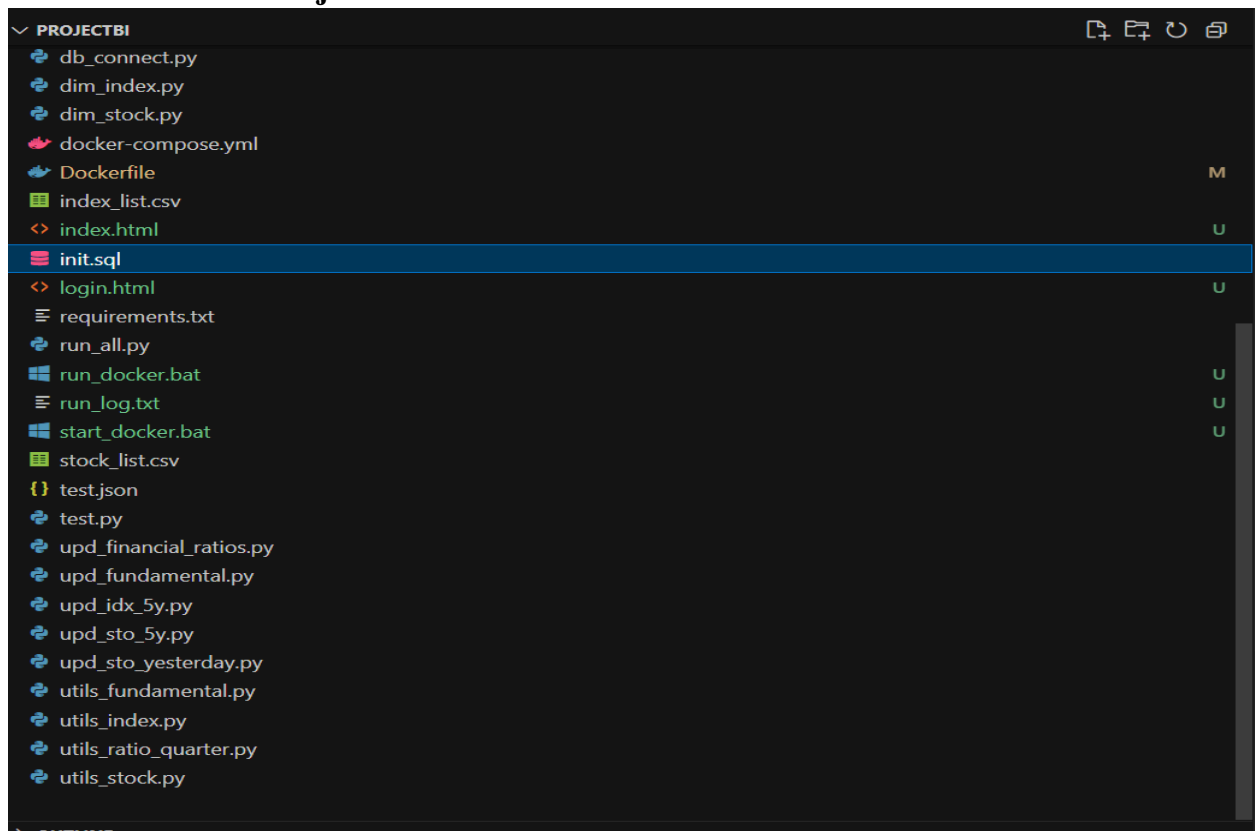 PROJECTBI
db_connect.py
dim_index.py
dim_stock.py
docker-compose.yml
Dockerfile M
index_list.csv
index.html U
init.sql
login.html U
requirements.txt
run_all.py
run_docker.bat U
run_log.txt U
start_docker.bat U
stock_list.csv
test.json
test.py
upd_financial_ratios.py
upd_fundamental.py
upd_idx_5y.py
upd_sto_5y.py
upd_sto_yesterday.py
utils_fundamental.py
utils_index.py
utils_ratio_quarter.py
utils_stock.py